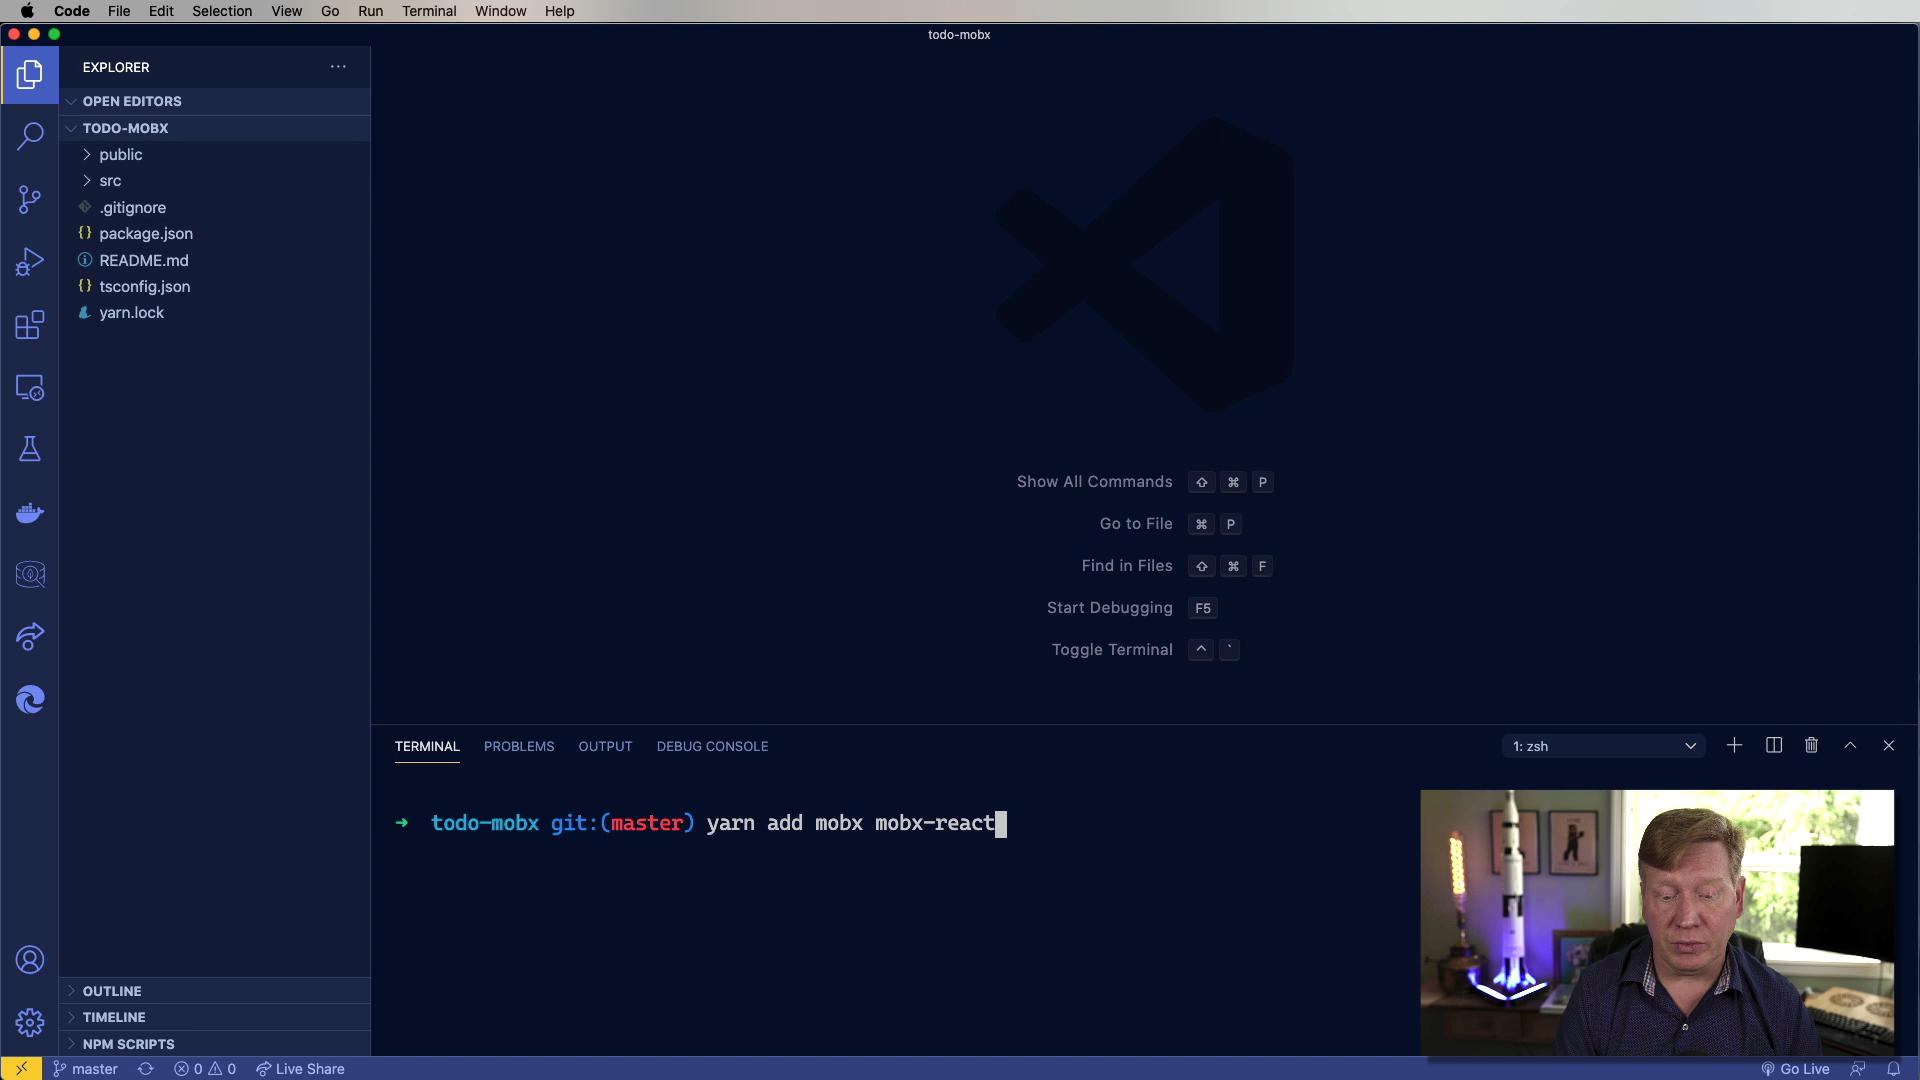 Code File Edit Selection View Go Run Terminal Window Help
todo-mobx
EXPLORER
OPEN EDITORS
TODO-MOBX
public
src
.gitignore
package.json
README.md
tsconfig.json
yarn.lock
Show All Commands ⇧ ⌘ P
Go to File ⌘ P
Find in Files ⇧ ⌘ F
Start Debugging F5
Toggle Terminal ^ `
TERMINAL PROBLEMS OUTPUT DEBUG CONSOLE
1: zsh
→ todo-mobx git:(master) yarn add mobx mobx-react
OUTLINE
TIMELINE
NPM SCRIPTS
master 0 0 Live Share
Go Live